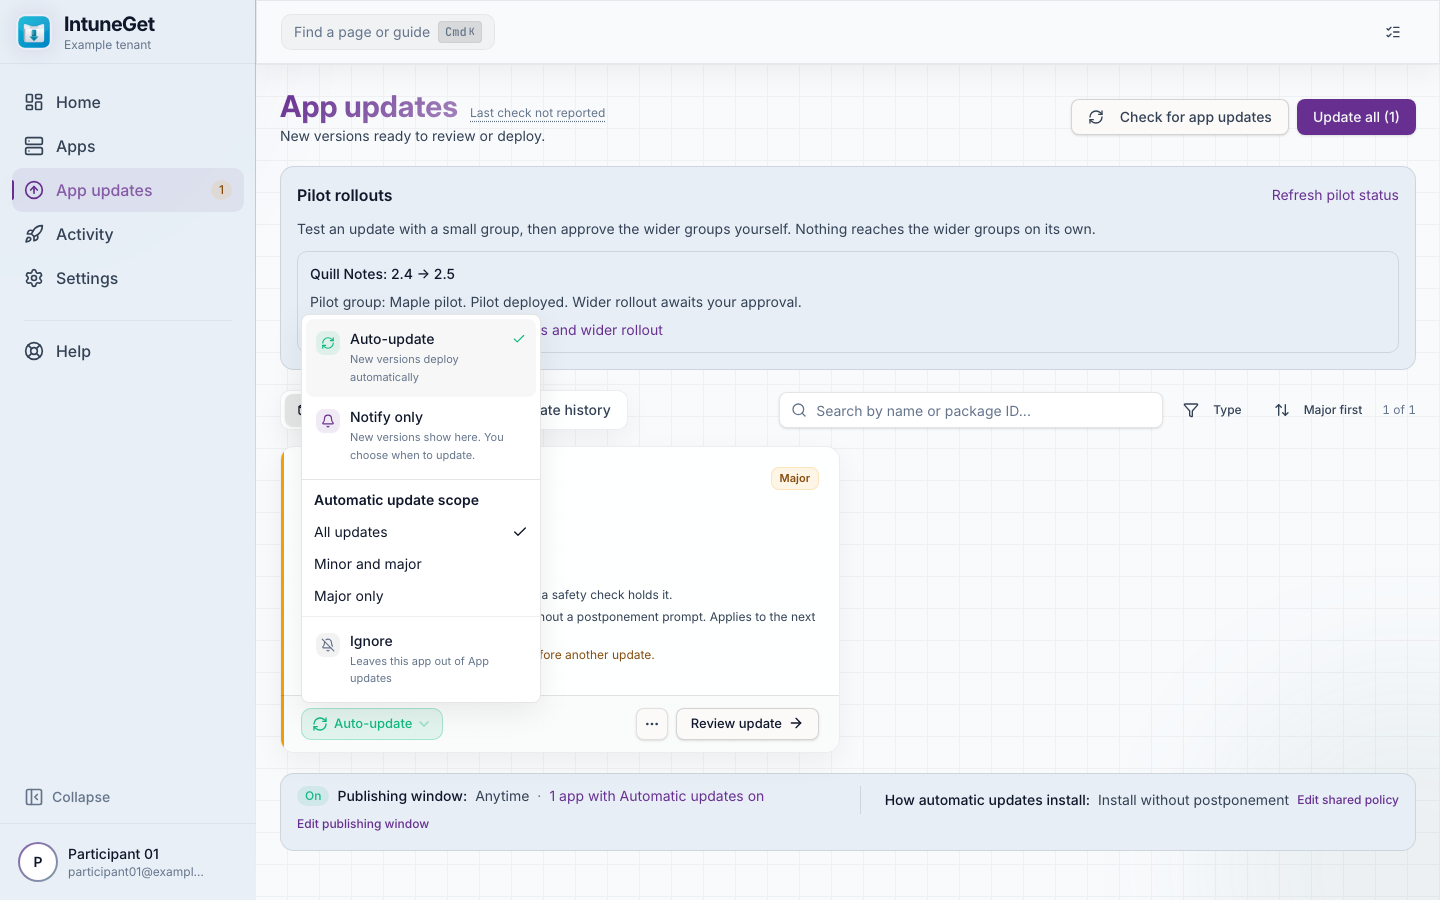 IntuneGet
Example tenant
Find a page or guide Cmd K
Home
Apps
App updates 1
Activity
Settings
Help
Collapse
P
Participant 01
participant01@exampl...
App updates Last check not reported
New versions ready to review or deploy.
Check for app updates
Update all (1)
Pilot rollouts
Refresh pilot status
Test an update with a small group, then approve the wider groups yourself. Nothing reaches the wider groups on its own.
Quill Notes: 2.4 → 2.5
Pilot group: Maple pilot. Pilot deployed. Wider rollout awaits your approval.
s and wider rollout
ate history
Search by name or package ID...
Type
Major first
1 of 1
Auto-update
New versions deploy
automatically
Notify only
New versions show here. You
choose when to update.
Automatic update scope
All updates
Minor and major
Major only
Ignore
Leaves this app out of App
updates
Major
a safety check holds it.
out a postponement prompt. Applies to the next
fore another update.
Auto-update
Review update →
On Publishing window: Anytime · 1 app with Automatic updates on
Edit publishing window
How automatic updates install: Install without postponement Edit shared policy